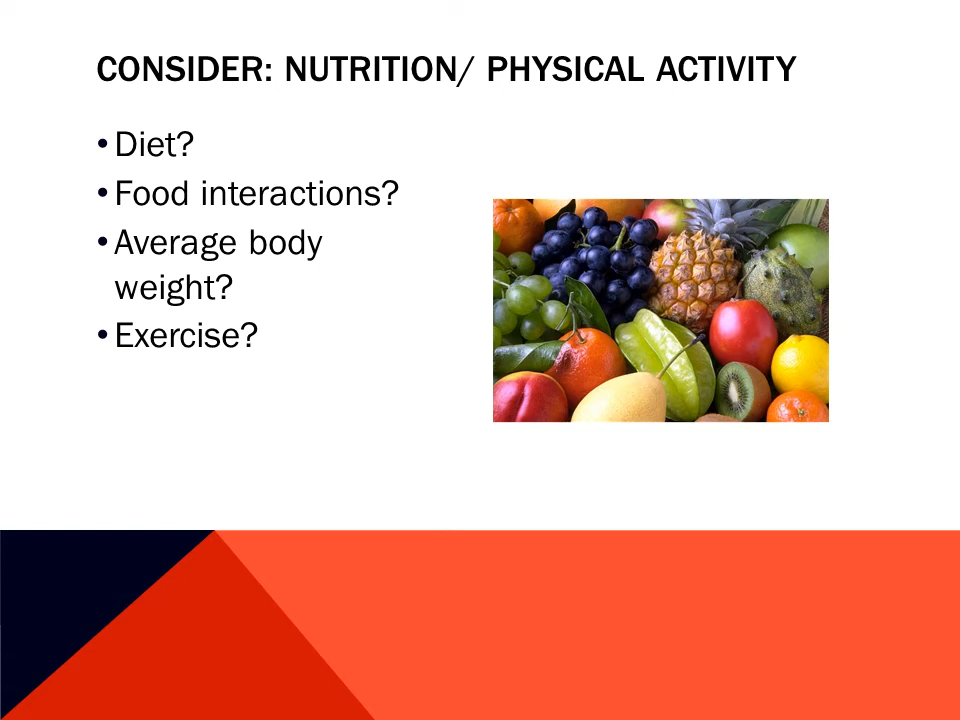 CONSIDER: NUTRITION/ PHYSICAL ACTIVITY
• Diet?
• Food interactions?
• Average body
weight?
• Exercise?